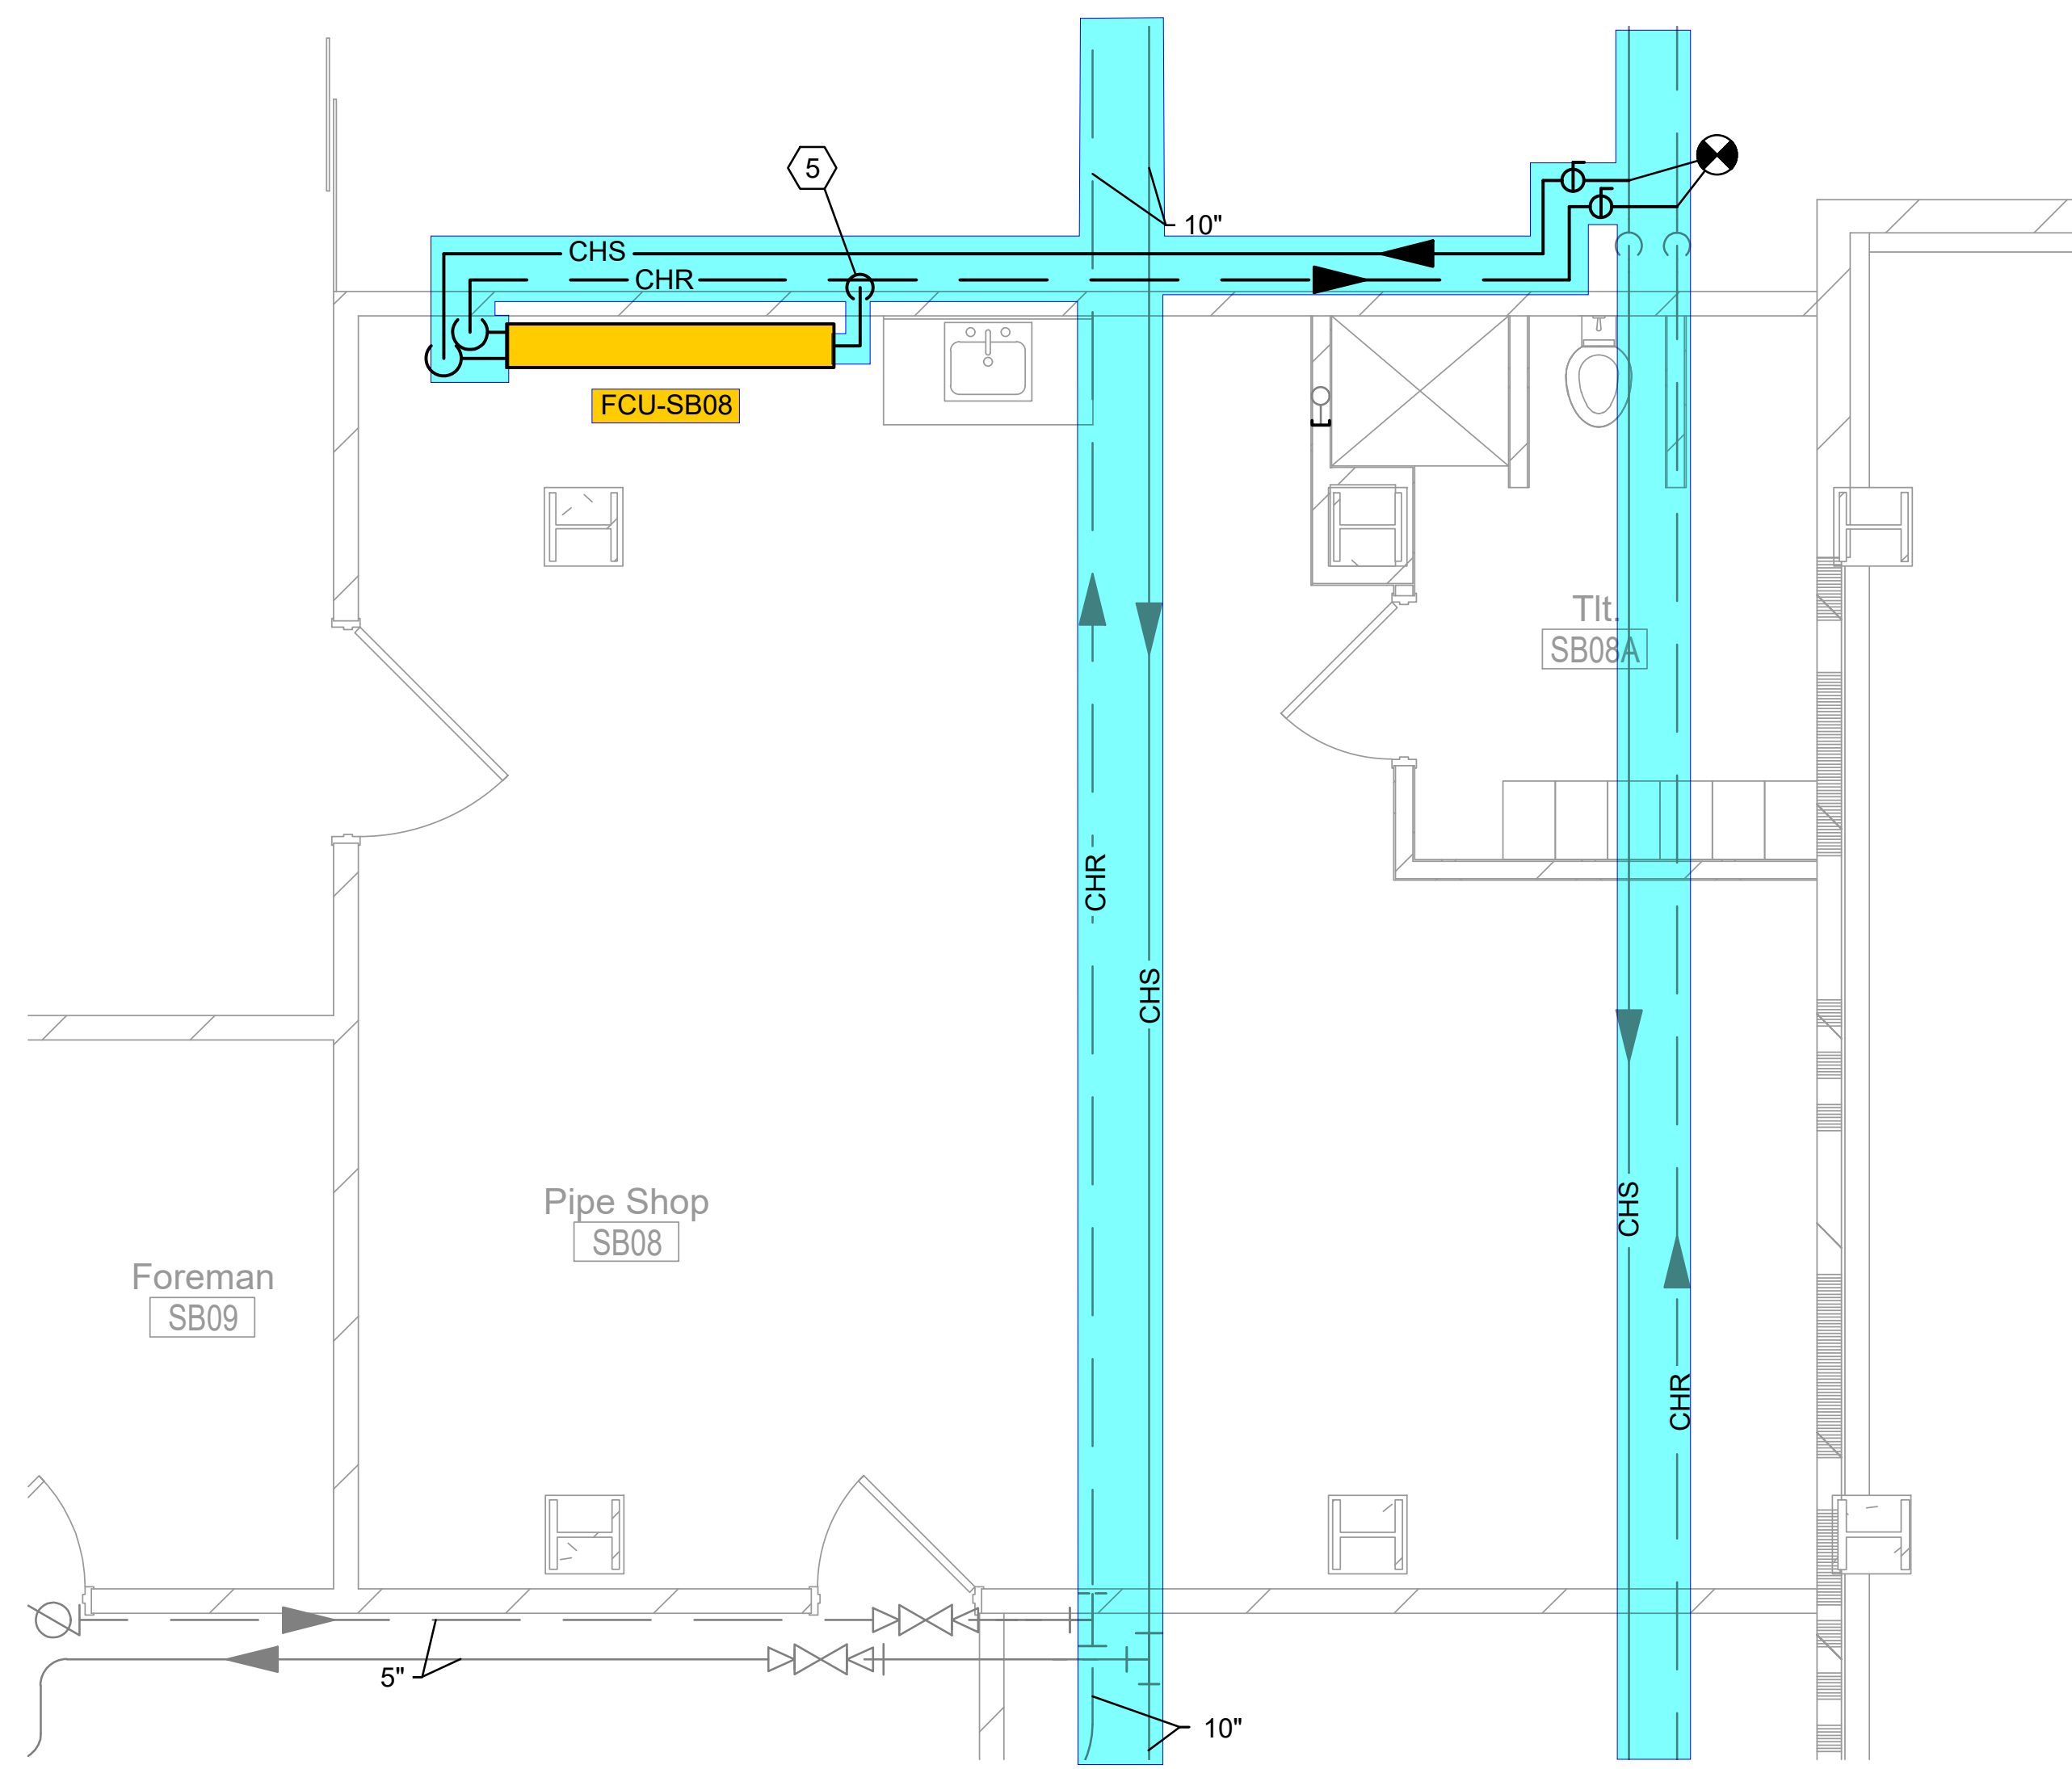 5
10"
CHS
CHR
FCU-SB08
Tlt.
SB08A
CHR
CHS
CHS
Pipe Shop
SB08
Foreman
SB09
CHR
5"
10"